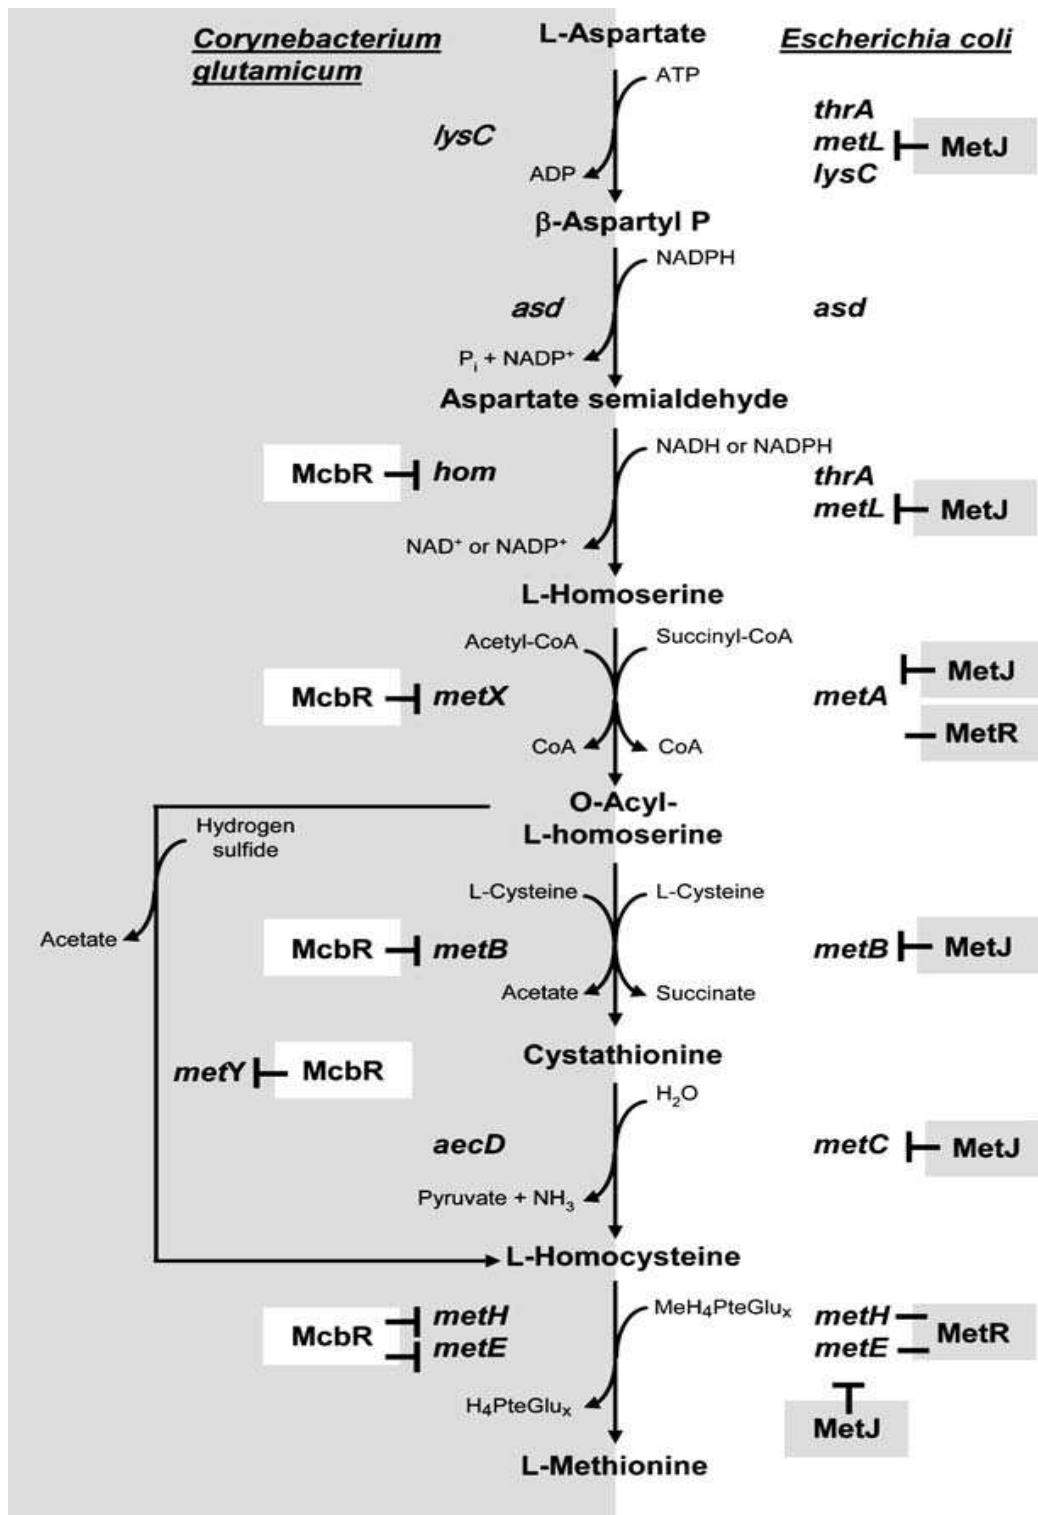 Corynebacterium
glutamicum
L-Aspartate
Escherichia coli
ATP
lysC
thrA
metL
lysC
MetJ
ADP
β-Aspartyl P
NADPH
asd
asd
Pi + NADP+
Aspartate semialdehyde
NADH or NADPH
McbR
hom
thrA
metL
MetJ
NAD+ or NADP+
L-Homoserine
Acetyl-CoA
Succinyl-CoA
McbR
metX
metA
MetJ
MetR
CoA
CoA
O-Acyl-
L-homoserine
Hydrogen
sulfide
L-Cysteine
L-Cysteine
Acetate
McbR
metB
metB
MetJ
Acetate
Succinate
Cystathionine
metY
McbR
H2O
aecD
metC
MetJ
Pyruvate + NH3
L-Homocysteine
MeH4PteGlux
McbR
metH
metE
metH
metE
MetR
H4PteGlux
MetJ
L-Methionine